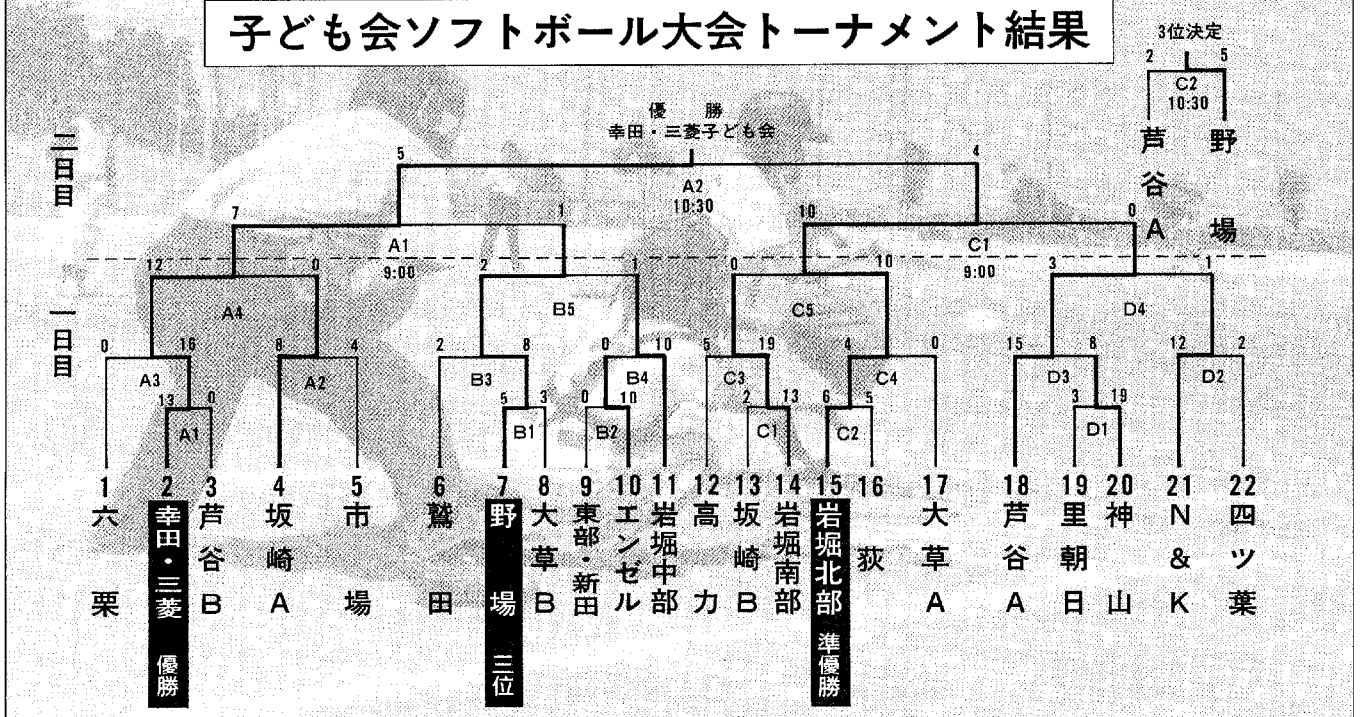 子ども会ソフトボール大会トーナメント結果
3位決定
2 5
C2
10:30
芦谷A
野場
優勝
幸田・三菱子ども会
二日目
5 4
A2
10:30
7 1 10 0
A1 C1
9:00 9:00
12 0 2 1 0 10 3 1
一日目
A4 B5 C5 D4
0 16 8 4 2 8 0 10 5 19 4 0 15 8 12 2
A3 A2 B3 B4 C3 C4 D3 D2
13 0 5 3 0 10 2 13 6 5 3 19
A1 B1 B2 C1 C2 D1
1 六栗
2 幸田・三菱 優勝
3 芦谷B
4 坂崎A
5 市場
6 鷲田
7 野場 三位
8 大草B
9 東部・新田
10 エンゼル
11 岩堀中部
12 高力
13 坂崎B
14 岩堀南部
15 岩堀北部 準優勝
16 荻
17 大草A
18 芦谷A
19 里朝日
20 神山
21 N&K
22 四ツ葉